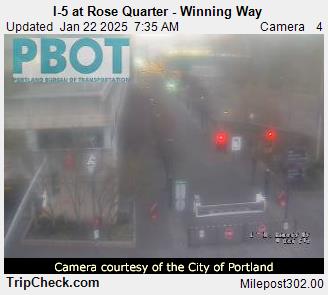 I-5 at Rose Quarter - Winning Way
Updated Jan 22 2025 7:35 AM Camera 4
PBOT
PORTLAND BUREAU OF TRANSPORTATION
Camera courtesy of the City of Portland
TripCheck.com Milepost302.00